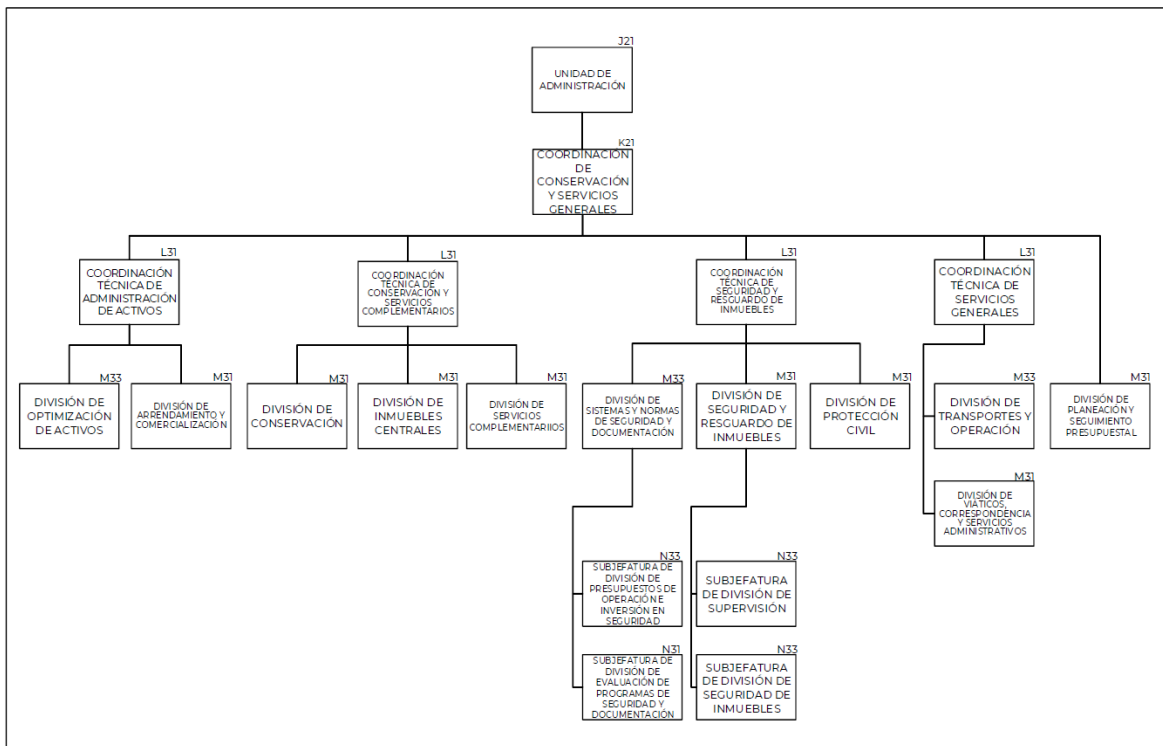 J21
UNIDAD DE
ADMINISTRACIÓN
K21
COORDINACIÓN
DE
CONSERVACIÓN
Y SERVICIOS
GENERALES
L31
COORDINACIÓN
TÉCNICA DE
ADMINISTRACIÓN
DE ACTIVOS
L31
COORDINACIÓN
TÉCNICA DE
CONSERVACIÓN Y
SERVICIOS
COMPLEMENTARIOS
L31
COORDINACIÓN
TÉCNICA DE
SEGURIDAD Y
RESGUARDO DE
INMUEBLES
L31
COORDINACIÓN
TÉCNICA DE
SERVICIOS
GENERALES
M33
DIVISIÓN DE
OPTIMIZACIÓN
DE ACTIVOS
M31
DIVISIÓN DE
ARRENDAMIENTO Y
COMERCIALIZACIÓN
M31
DIVISIÓN DE
CONSERVACIÓN
M31
DIVISIÓN DE
INMUEBLES
CENTRALES
M31
DIVISIÓN DE
SERVICIOS
COMPLEMENTARIIOS
M33
DIVISIÓN DE
SISTEMAS Y NORMAS
DE SEGURIDAD Y
DOCUMENTACIÓN
M31
DIVISIÓN DE
SEGURIDAD Y
RESGUARDO DE
INMUEBLES
M31
DIVISIÓN DE
PROTECCIÓN
CIVIL
M33
DIVISIÓN DE
TRANSPORTES Y
OPERACIÓN
M31
DIVISIÓN DE
PLANEACIÓN Y
SEGUIMIENTO
PRESUPUESTAL
M31
DIVISIÓN DE
VIÁTICOS,
CORRESPONDENCIA
Y SERVICIOS
ADMINISTRATIVOS
N33
SUBJEFATURA DE
DIVISIÓN DE
PRESUPUESTOS DE
OPERACIÓN E
INVERSIÓN EN
SEGURIDAD
N33
SUBJEFATURA
DE DIVISIÓN DE
SUPERVISIÓN
N31
SUBJEFATURA DE
DIVISIÓN DE
EVALUACIÓN DE
PROGRAMAS DE
SEGURIDAD Y
DOCUMENTACIÓN
N33
SUBJEFATURA
DE DIVISIÓN DE
SEGURIDAD DE
INMUEBLES